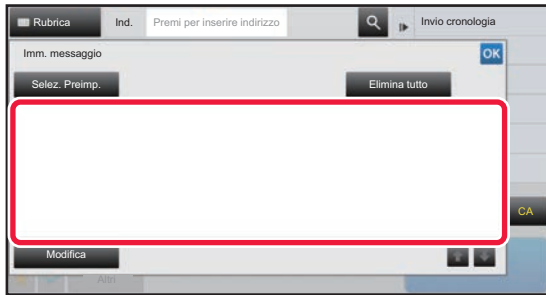 Rubrica Ind. Premi per inserire indirizzo Invio cronologia
Imm. messaggio OK
Selez. Preimp. Elimina tutto
CA
Modifica
Altri